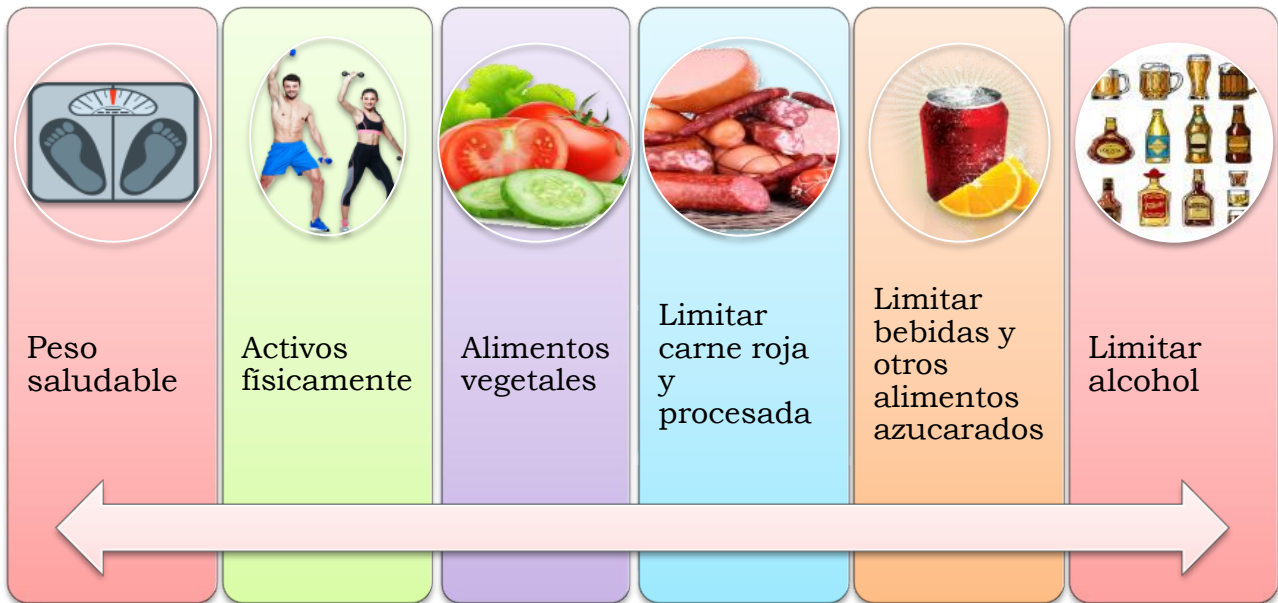 Peso
saludable
Activos
físicamente
Alimentos
vegetales
Limitar
carne roja
y
procesada
Limitar
bebidas y
otros
alimentos
azucarados
Limitar
alcohol